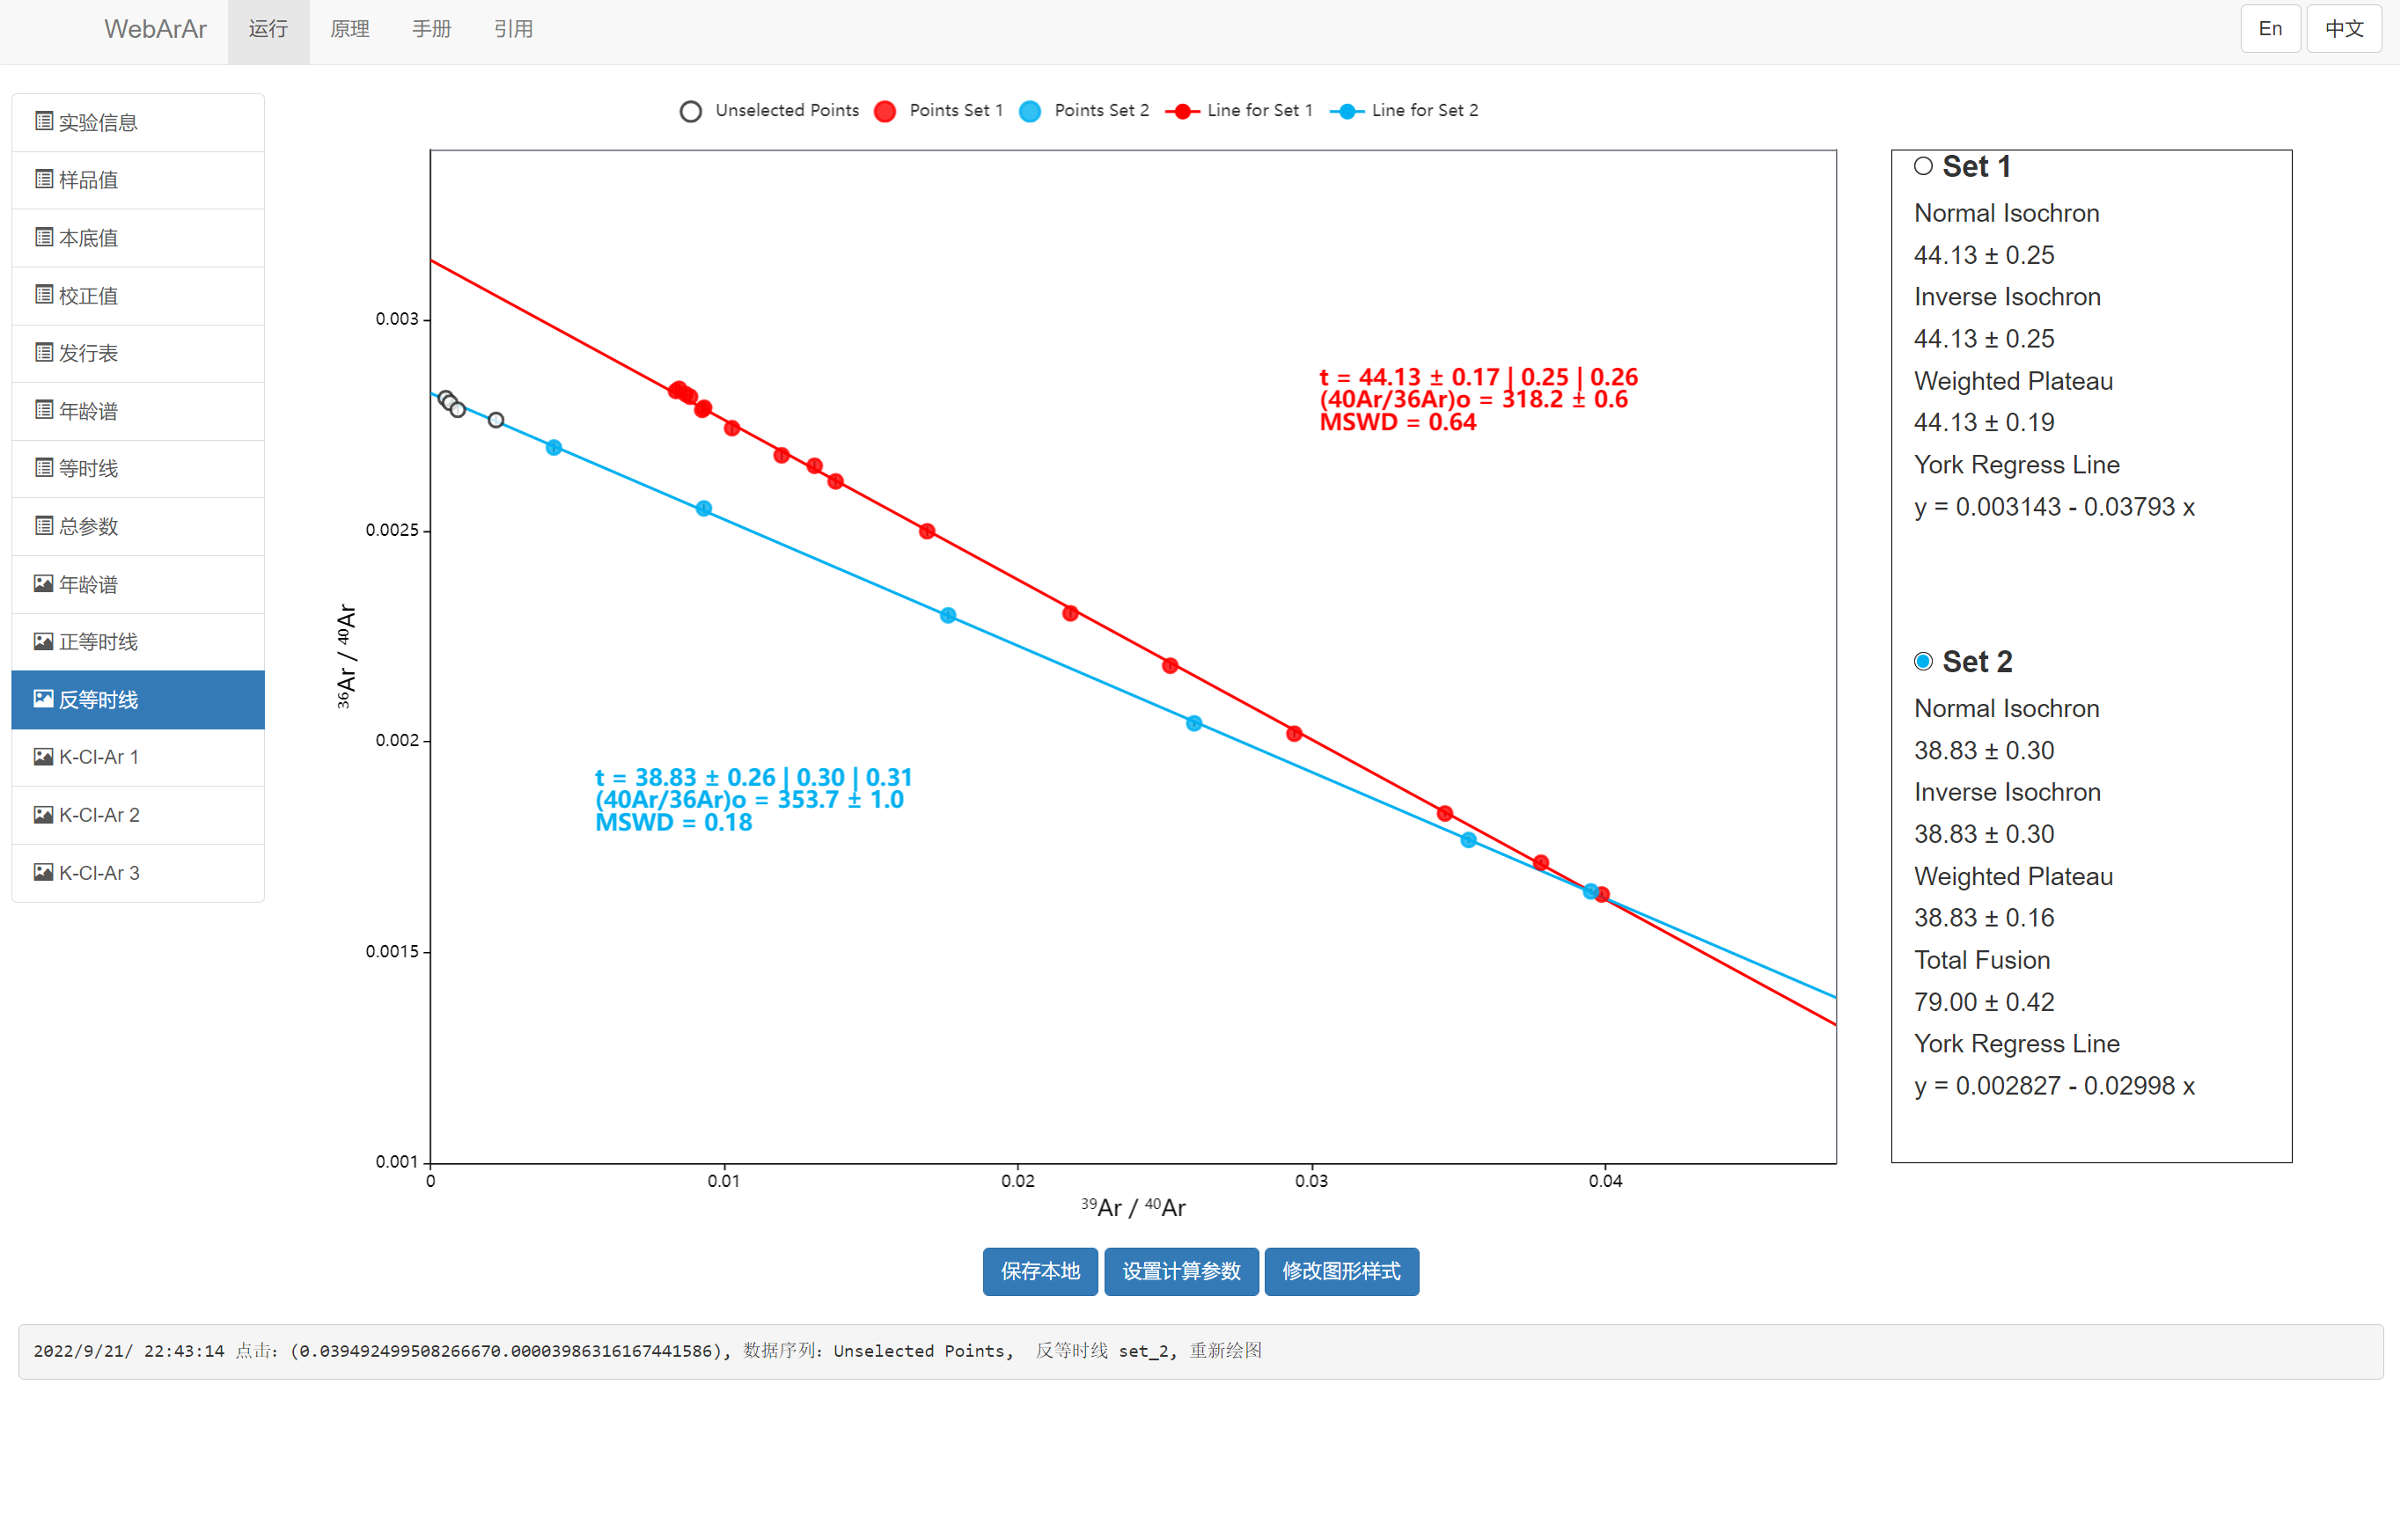 WebArAr 运行 原理 手册 引用 En 中文
实验信息
样品值
本底值
校正值
发行表
年龄谱
等时线
总参数
年龄谱
正等时线
反等时线
K-Cl-Ar 1
K-Cl-Ar 2
K-Cl-Ar 3
Unselected Points Points Set 1 Points Set 2 Line for Set 1 Line for Set 2
0.003
0.0025
0.002
0.0015
0.001
³⁶Ar / ⁴⁰Ar
t = 44.13 ± 0.17 | 0.25 | 0.26
(40Ar/36Ar)o = 318.2 ± 0.6
MSWD = 0.64
t = 38.83 ± 0.26 | 0.30 | 0.31
(40Ar/36Ar)o = 353.7 ± 1.0
MSWD = 0.18
0 0.01 0.02 0.03 0.04
³⁹Ar / ⁴⁰Ar
Set 1
Normal Isochron
44.13 ± 0.25
Inverse Isochron
44.13 ± 0.25
Weighted Plateau
44.13 ± 0.19
York Regress Line
y = 0.003143 - 0.03793 x
Set 2
Normal Isochron
38.83 ± 0.30
Inverse Isochron
38.83 ± 0.30
Weighted Plateau
38.83 ± 0.16
Total Fusion
79.00 ± 0.42
York Regress Line
y = 0.002827 - 0.02998 x
保存本地 设置计算参数 修改图形样式
2022/9/21/ 22:43:14 点击: (0.039492499508266670.00003986316167441586), 数据序列: Unselected Points, 反等时线 set_2, 重新绘图